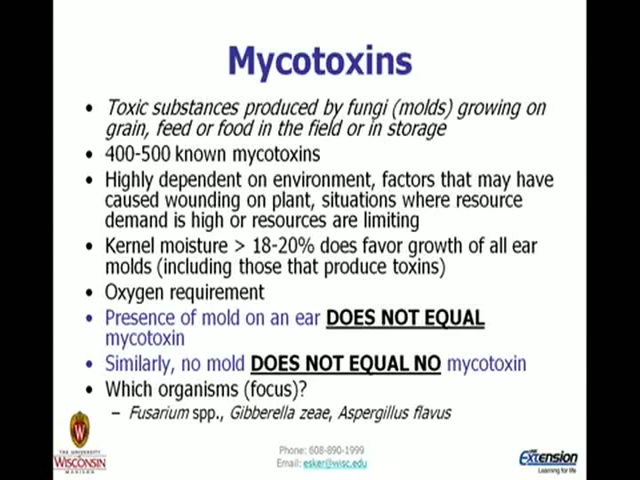 Mycotoxins
• Toxic substances produced by fungi (molds) growing on
grain, feed or food in the field or in storage
• 400-500 known mycotoxins
• Highly dependent on environment, factors that may have
caused wounding on plant, situations where resource
demand is high or resources are limiting
• Kernel moisture > 18-20% does favor growth of all ear
molds (including those that produce toxins)
• Oxygen requirement
• Presence of mold on an ear DOES NOT EQUAL
mycotoxin
• Similarly, no mold DOES NOT EQUAL NO mycotoxin
• Which organisms (focus)?
– Fusarium spp., Gibberella zeae, Aspergillus flavus
W
THE UNIVERSITY
WISCONSIN
MADISON
Phone: 608-890-1999
Email: esker@wisc.edu
Extension
Learning for life